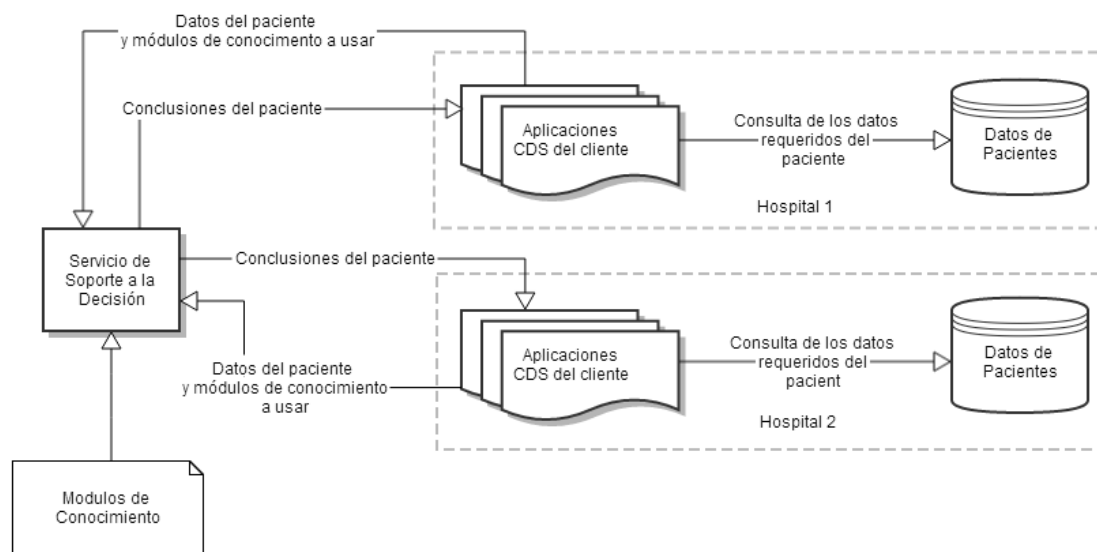 Datos del paciente
y módulos de conocimento a usar
Conclusiones del paciente
Aplicaciones
CDS del cliente
Consulta de los datos
requeridos del
paciente
Datos de
Pacientes
Hospital 1
Servicio de
Soporte a la
Decisión
Conclusiones del paciente
Datos del paciente
y módulos de conocimiento
a usar
Aplicaciones
CDS del cliente
Consulta de los datos
requeridos del
pacient
Datos de
Pacientes
Hospital 2
Modulos de
Conocimiento